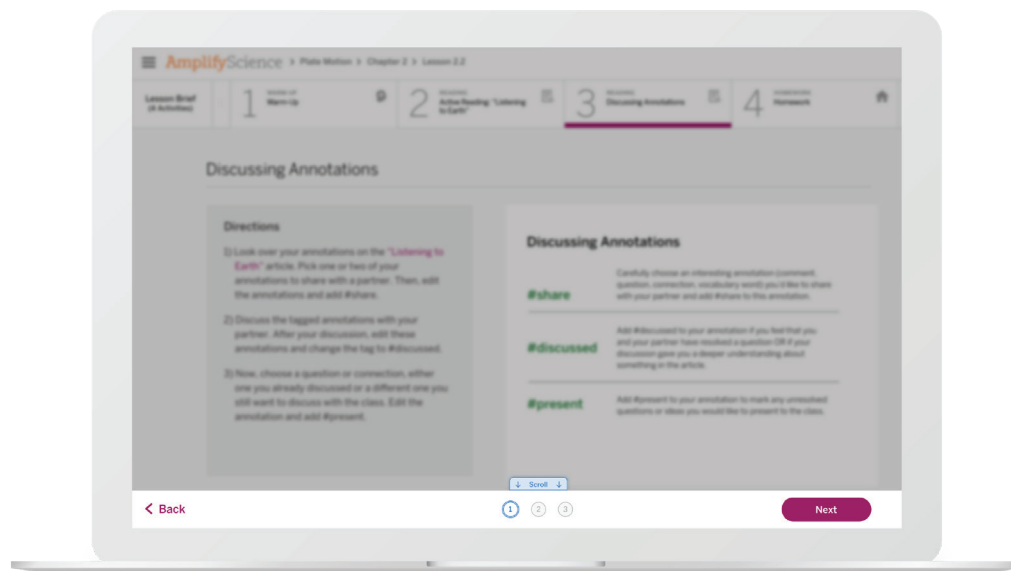 AmplifyScience > Plate Motion > Chapter 2 > Lesson 2.2
Lesson Brief
(4 Activities)
1
WARM-UP
Warm-Up
2
READING
Active Reading: "Listening
to Earth"
3
READING
Discussing Annotations
4
HOMEWORK
Homework
Discussing Annotations
Directions
1) Look over your annotations on the "Listening to
Earth" article. Pick one or two of your
annotations to share with a partner. Then, edit
the annotations and add #share.
2) Discuss the tagged annotations with your
partner. After your discussion, edit these
annotations and change the tag to #discussed.
3) Now, choose a question or connection, either
one you already discussed or a different one you
still want to discuss with the class. Edit the
annotation and add #present.
Discussing Annotations
#share
Carefully choose an interesting annotation (comment,
question, connection, vocabulary word) you'd like to share
with your partner and add #share to this annotation.
#discussed
Add #discussed to your annotation if you feel that you
and your partner have resolved a question OR if your
discussion gave you a deeper understanding about
something in the article.
#present
Add #present to your annotation to mark any unresolved
questions or ideas you would like to present to the class.
↓ Scroll ↓
Back
1 2 3
Next